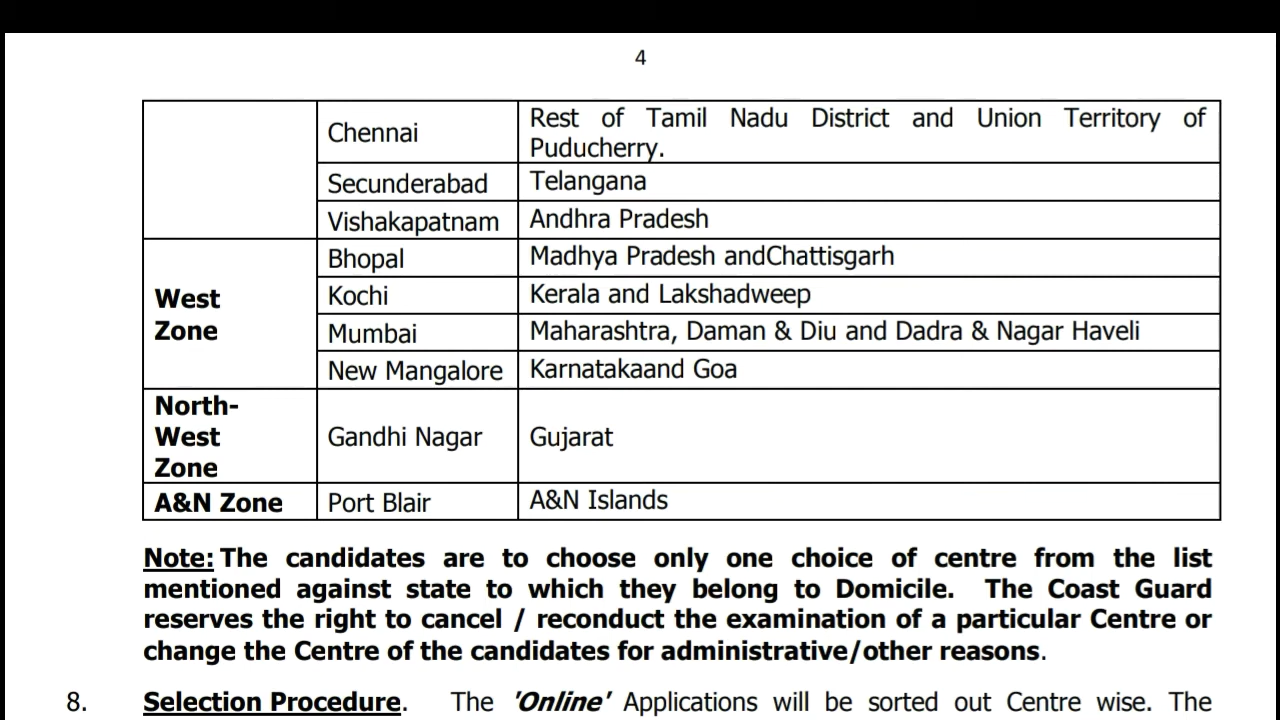 4
Chennai
Rest of Tamil Nadu District and Union Territory of
Puducherry.
Secunderabad
Telangana
Vishakapatnam
Andhra Pradesh
West
Zone
Bhopal
Madhya Pradesh andChattisgarh
Kochi
Kerala and Lakshadweep
Mumbai
Maharashtra, Daman & Diu and Dadra & Nagar Haveli
New Mangalore
Karnatakaand Goa
North-
West
Zone
Gandhi Nagar
Gujarat
A&N Zone
Port Blair
A&N Islands
Note: The candidates are to choose only one choice of centre from the list
mentioned against state to which they belong to Domicile. The Coast Guard
reserves the right to cancel / reconduct the examination of a particular Centre or
change the Centre of the candidates for administrative/other reasons.
8. Selection Procedure. The 'Online' Applications will be sorted out Centre wise. The